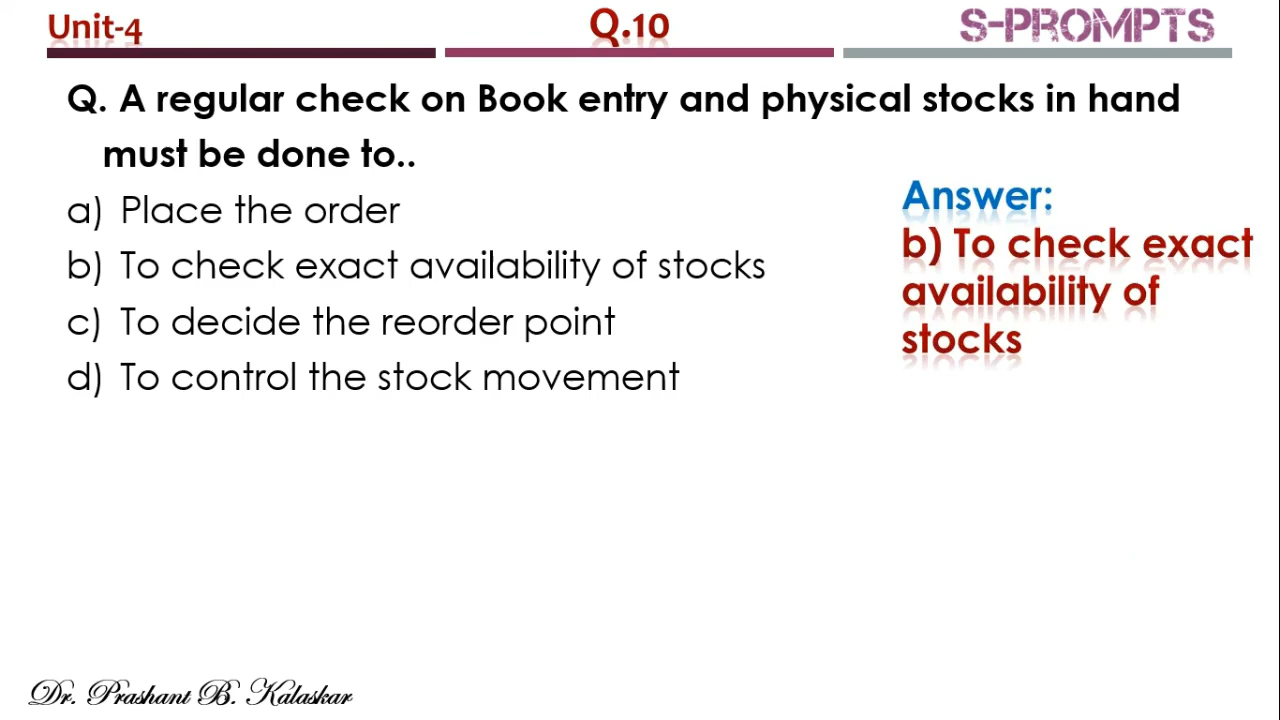 Unit-4
Q.10
S-PROMPTS
Q. A regular check on Book entry and physical stocks in hand
must be done to..
a) Place the order
b) To check exact availability of stocks
c) To decide the reorder point
d) To control the stock movement
Answer:
b) To check exact
availability of
stocks
Dr. Prashant B. Kalaskar